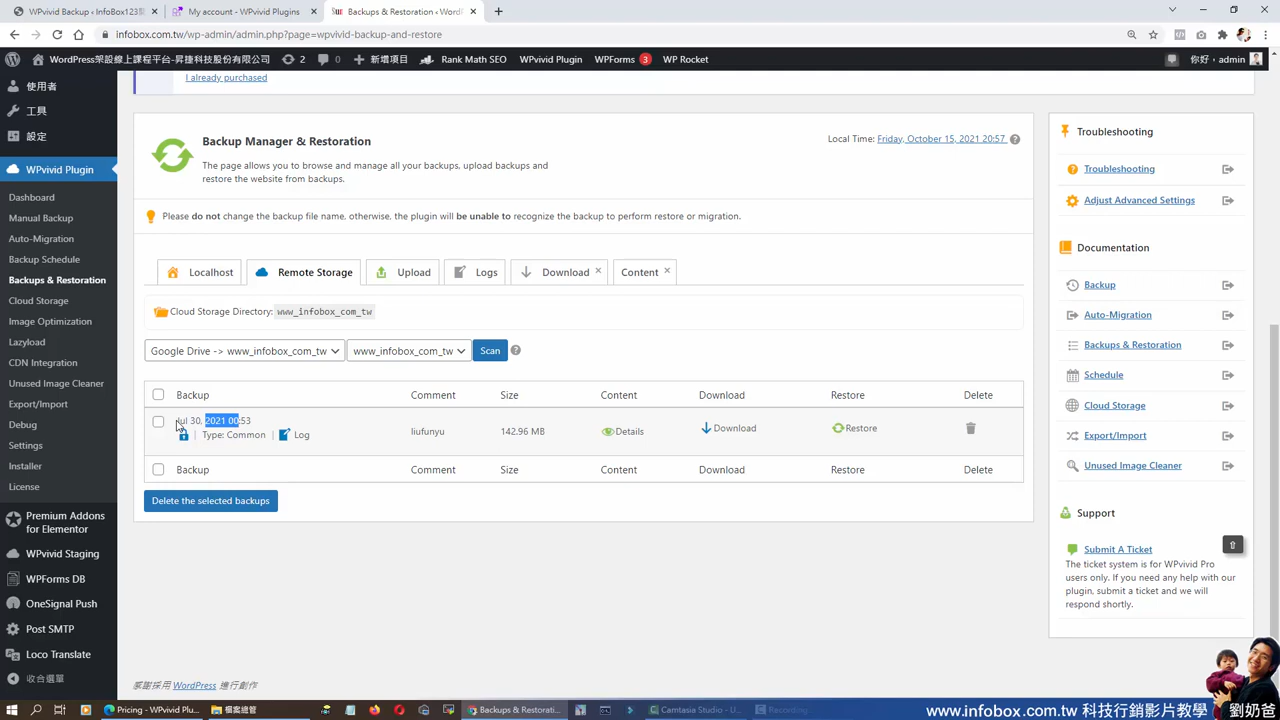 WPvivid Backup ‹ InfoBox123
My account - WPvivid Plugins
Backups & Restoration ‹ Word
infobox.com.tw/wp-admin/admin.php?page=wpvivid-backup-and-restore
WordPress架設線上課程平台-昇捷科技股份有限公司
2
0
新增項目
Rank Math SEO
WPvivid Plugin
WPForms 3
WP Rocket
你好，admin
使用者
工具
設定
WPvivid Plugin
Dashboard
Manual Backup
Auto-Migration
Backup Schedule
Backups & Restoration
Cloud Storage
Image Optimization
Lazyload
CDN Integration
Unused Image Cleaner
Export/Import
Debug
Settings
Installer
License
Premium Addons
for Elementor
WPvivid Staging
WPForms DB
OneSignal Push
Post SMTP
Loco Translate
收合選單
I already purchased
Backup Manager & Restoration
The page allows you to browse and manage all your backups, upload backups and
restore the website from backups.
Local Time: Friday, October 15, 2021 20:57
Please do not change the backup file name, otherwise, the plugin will be unable to recognize the backup to perform restore or migration.
Localhost
Remote Storage
Upload
Logs
Download
Content
Cloud Storage Directory: www_infobox_com_tw
Google Drive -> www_infobox_com_tw
www_infobox_com_tw
Scan
Backup Comment Size Content Download Restore Delete
Jul 30, 2021 00:53
| Type: Common | Log
liufunyu
142.96 MB
Details
Download
Restore
Backup Comment Size Content Download Restore Delete
Delete the selected backups
感謝採用 WordPress 進行創作
Troubleshooting
Troubleshooting
Adjust Advanced Settings
Documentation
Backup
Auto-Migration
Backups & Restoration
Schedule
Cloud Storage
Export/Import
Unused Image Cleaner
Support
Submit A Ticket
The ticket system is for WPvivid Pro
users only. If you need any help with our
plugin, submit a ticket and we will
respond shortly.
Pricing - WPvivid Plu...
檔案總管
Backups & Restorati...
Camtasia Studio - U...
Recording...
www.infobox.com.tw 科技行銷影片教學
劉奶爸